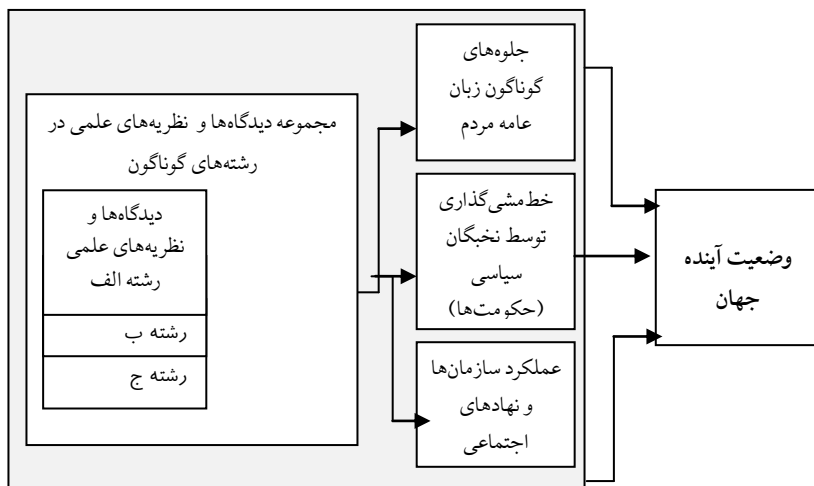 مجموعه دیدگاه‌ها و نظریه‌های علمی در
رشته‌های گوناگون
دیدگاه‌ها و
نظریه‌های علمی
رشته الف
رشته ب
رشته ج
جلوه‌های
گوناگون زبان
عامه مردم
خط‌مشی‌گذاری
توسط نخبگان
سیاسی
(حکومت‌ها)
عملکرد سازمان‌ها
و نهادهای
اجتماعی
وضعیت آینده
جهان